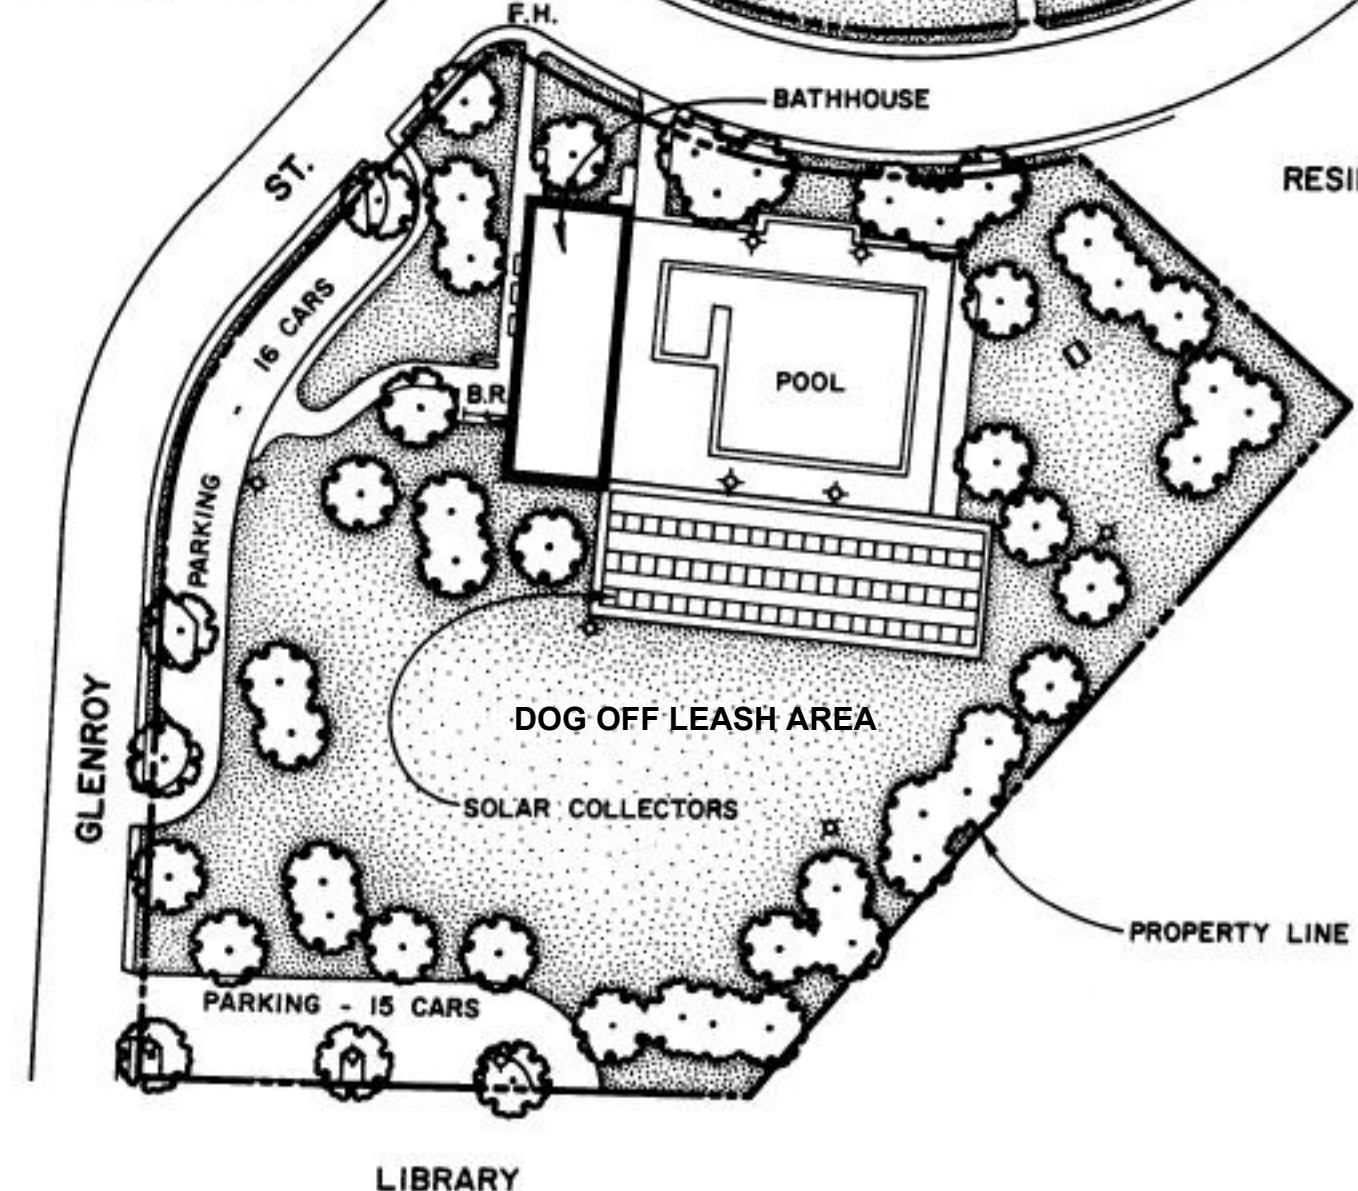 F.H.
BATHHOUSE
ST.
RESI
PARKING - 16 CARS
POOL
B.R.
GLENROY
DOG OFF LEASH AREA
SOLAR COLLECTORS
PROPERTY LINE
PARKING - 15 CARS
LIBRARY